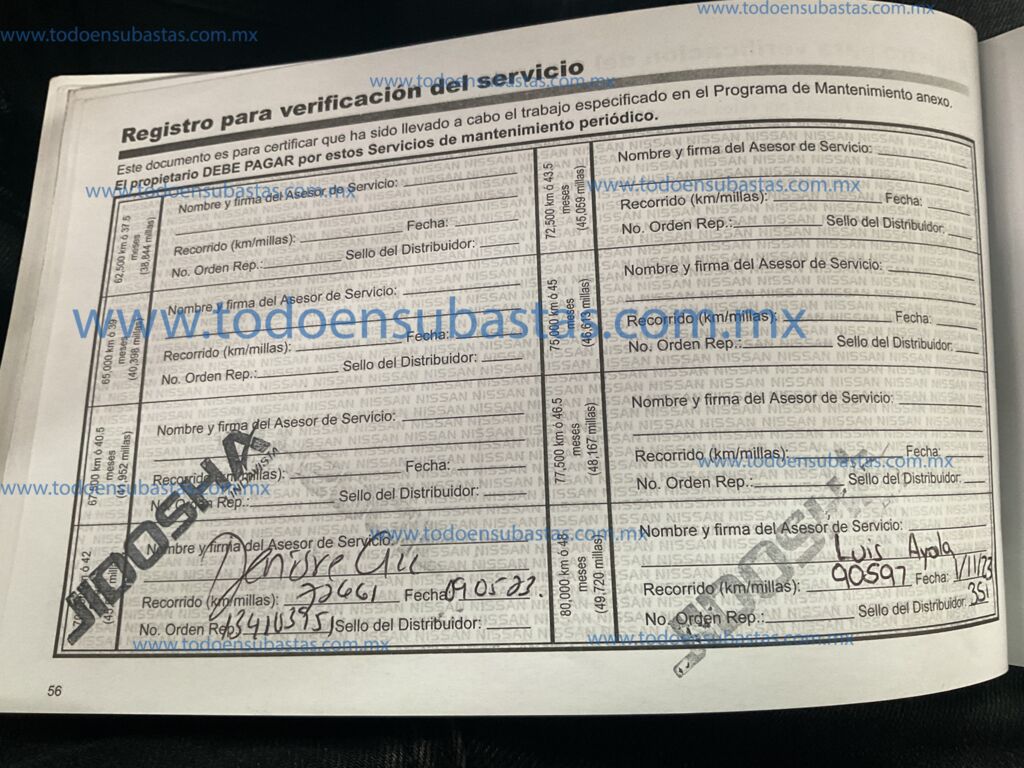 www.todoensubastas.com.mx
www.todoensubastas.com.mx
www.todoensubastas.com.mx
Registro para verificación del servicio
Este documento es para certificar que ha sido llevado a cabo el trabajo especificado en el Programa de Mantenimiento anexo.
El propietario DEBE PAGAR por estos Servicios de mantenimiento periódico.
www.todoensubastas.com.mx
www.todoensubastas.com.mx
62,500 km ó 37.5
meses
(38,844 millas)
Nombre y firma del Asesor de Servicio:
Recorrido (km/millas): Fecha:
No. Orden Rep.: Sello del Distribuidor:
65,000 km ó 39
meses
(40,398 millas)
Nombre y firma del Asesor de Servicio:
www.todoensubastas.com.mx
Recorrido (km/millas): Fecha:
No. Orden Rep.: Sello del Distribuidor:
67,500 km ó 40.5
meses
(41,952 millas)
Nombre y firma del Asesor de Servicio:
Recorrido (km/millas): Fecha:
www.todoensubastas.com.mx
No. Orden Rep.: Sello del Distribuidor:
JIDOSHA
ó 42
Nombre y firma del Asesor de Servicio:
www.todoensubastas.com.mx
Recorrido (km/millas): 72661 Fecha: 090523.
No. Orden Rep.: Sello del Distribuidor:
www.todoensubastas.com.mx
72,500 km ó 43.5
meses
(45,059 millas)
Nombre y firma del Asesor de Servicio:
Recorrido (km/millas): Fecha:
No. Orden Rep.: Sello del Distribuidor:
75,000 km ó 45
meses
(46,613 millas)
Nombre y firma del Asesor de Servicio:
Recorrido (km/millas): Fecha:
No. Orden Rep.: Sello del Distribuidor:
77,500 km ó 46.5
meses
(48,167 millas)
Nombre y firma del Asesor de Servicio:
Recorrido (km/millas): Fecha:
www.todoensubastas.com.mx
No. Orden Rep.: Sello del Distribuidor:
80,000 km ó 48
meses
(49,720 millas)
Nombre y firma del Asesor de Servicio:
Luis Ayala
Recorrido (km/millas): 90597 Fecha: 1/11/23
No. Orden Rep.: Sello del Distribuidor: 351
www.todoensubastas.com.mx
JIDOSHA
56